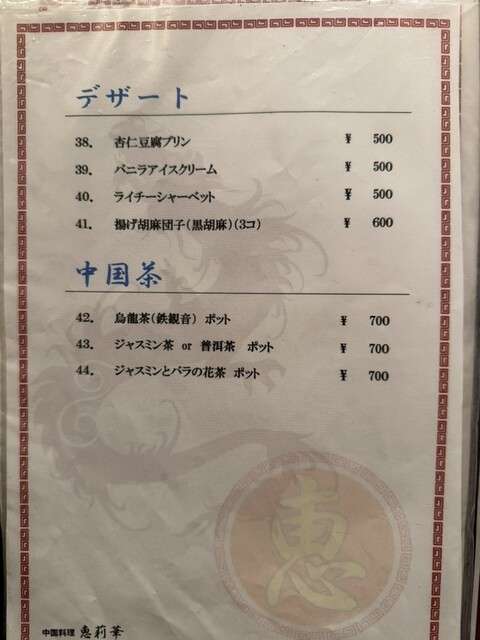 デザート
38. 杏仁豆腐プリン ¥ 500
39. バニラアイスクリーム ¥ 500
40. ライチーシャーベット ¥ 500
41. 揚げ胡麻団子(黒胡麻)(3コ) ¥ 600
中国茶
42. 烏龍茶(鉄観音) ポット ¥ 700
43. ジャスミン茶 or 普洱茶 ポット ¥ 700
44. ジャスミンとバラの花茶 ポット ¥ 700
恵
中国料理 恵莉華